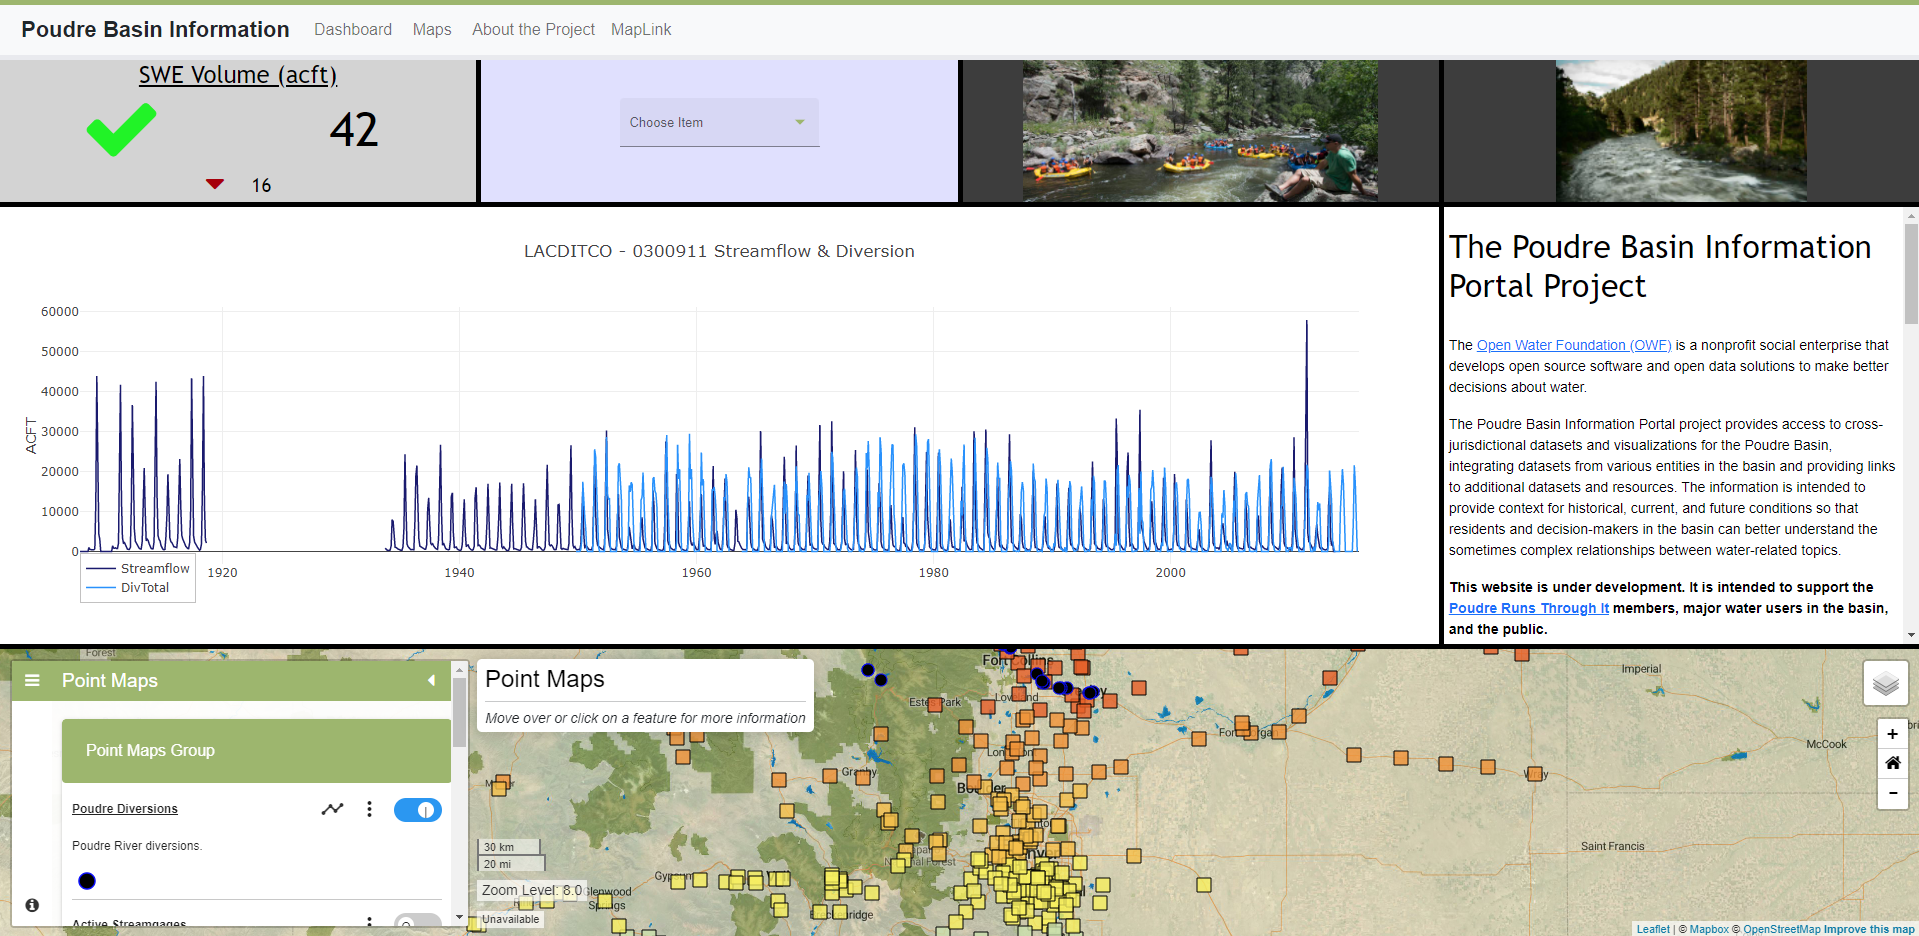 Poudre Basin Information Dashboard Maps About the Project MapLink
SWE Volume (acft)
42
16
Choose Item
LACDITCO - 0300911 Streamflow & Diversion
ACFT
60000
50000
40000
30000
20000
10000
0
1920 1940 1960 1980 2000
Streamflow
DivTotal
The Poudre Basin Information
Portal Project
The Open Water Foundation (OWF) is a nonprofit social enterprise that
develops open source software and open data solutions to make better
decisions about water.
The Poudre Basin Information Portal project provides access to cross-
jurisdictional datasets and visualizations for the Poudre Basin,
integrating datasets from various entities in the basin and providing links
to additional datasets and resources. The information is intended to
provide context for historical, current, and future conditions so that
residents and decision-makers in the basin can better understand the
sometimes complex relationships between water-related topics.
This website is under development. It is intended to support the
Poudre Runs Through It members, major water users in the basin,
and the public.
Forest
Point Maps
Point Maps Group
Poudre Diversions
Poudre River diversions.
Active Streamgages
Point Maps
Move over or click on a feature for more information
Fort Collins
Estes Park
Imperial
McCook
Wray
Granby
Saint Francis
30 km
20 mi
Zoom Level: 8.0
Glenwood
Springs
Unavailable
+
-
Leaflet | © Mapbox © OpenStreetMap Improve this map